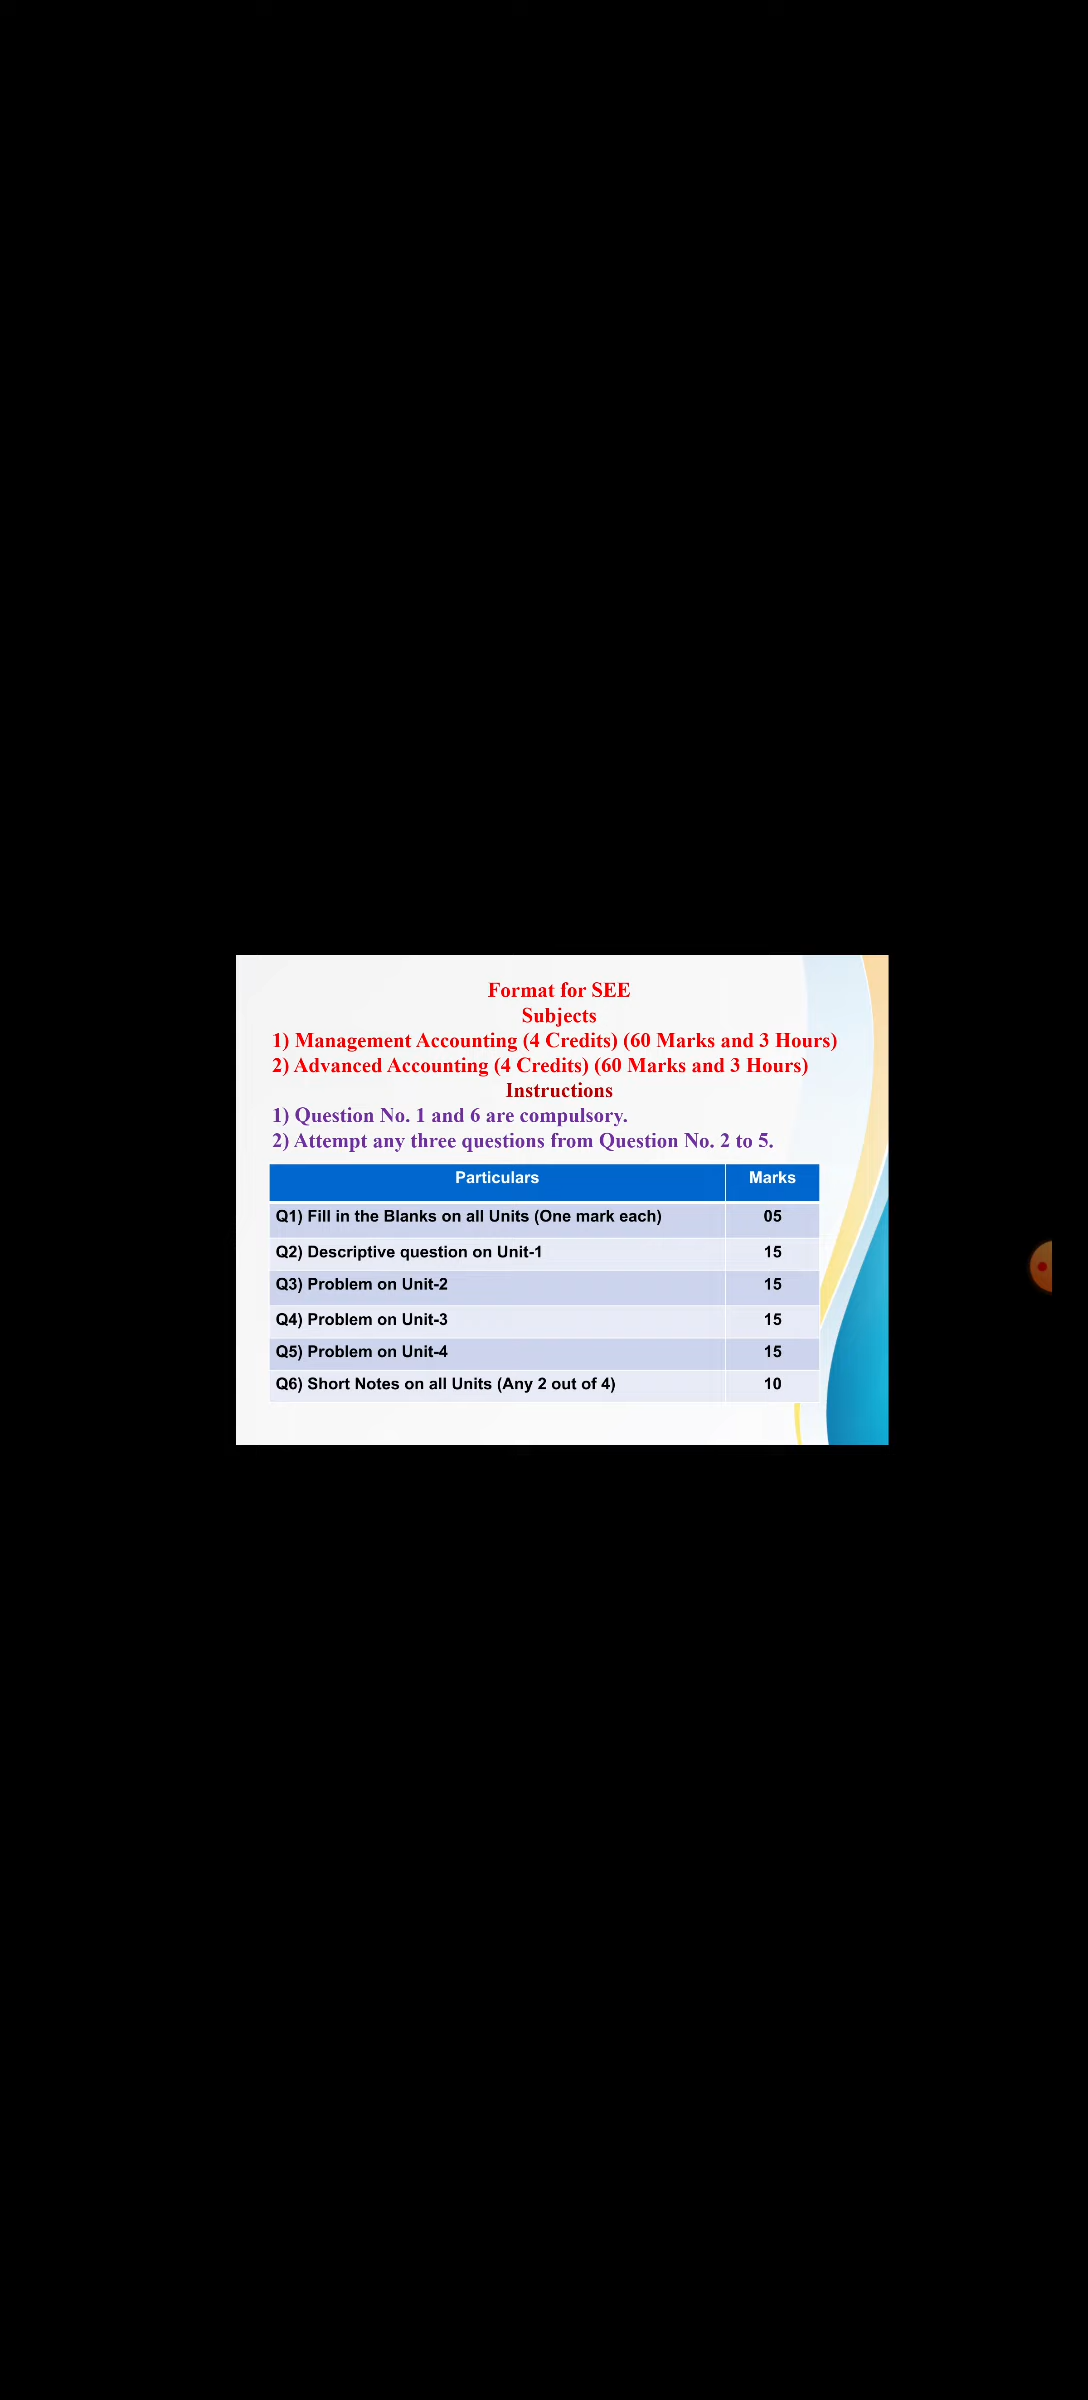 Format for SEE
Subjects
1) Management Accounting (4 Credits) (60 Marks and 3 Hours)
2) Advanced Accounting (4 Credits) (60 Marks and 3 Hours)
Instructions
1) Question No. 1 and 6 are compulsory.
2) Attempt any three questions from Question No. 2 to 5.
Particulars Marks
Q1) Fill in the Blanks on all Units (One mark each) 05
Q2) Descriptive question on Unit-1 15
Q3) Problem on Unit-2 15
Q4) Problem on Unit-3 15
Q5) Problem on Unit-4 15
Q6) Short Notes on all Units (Any 2 out of 4) 10